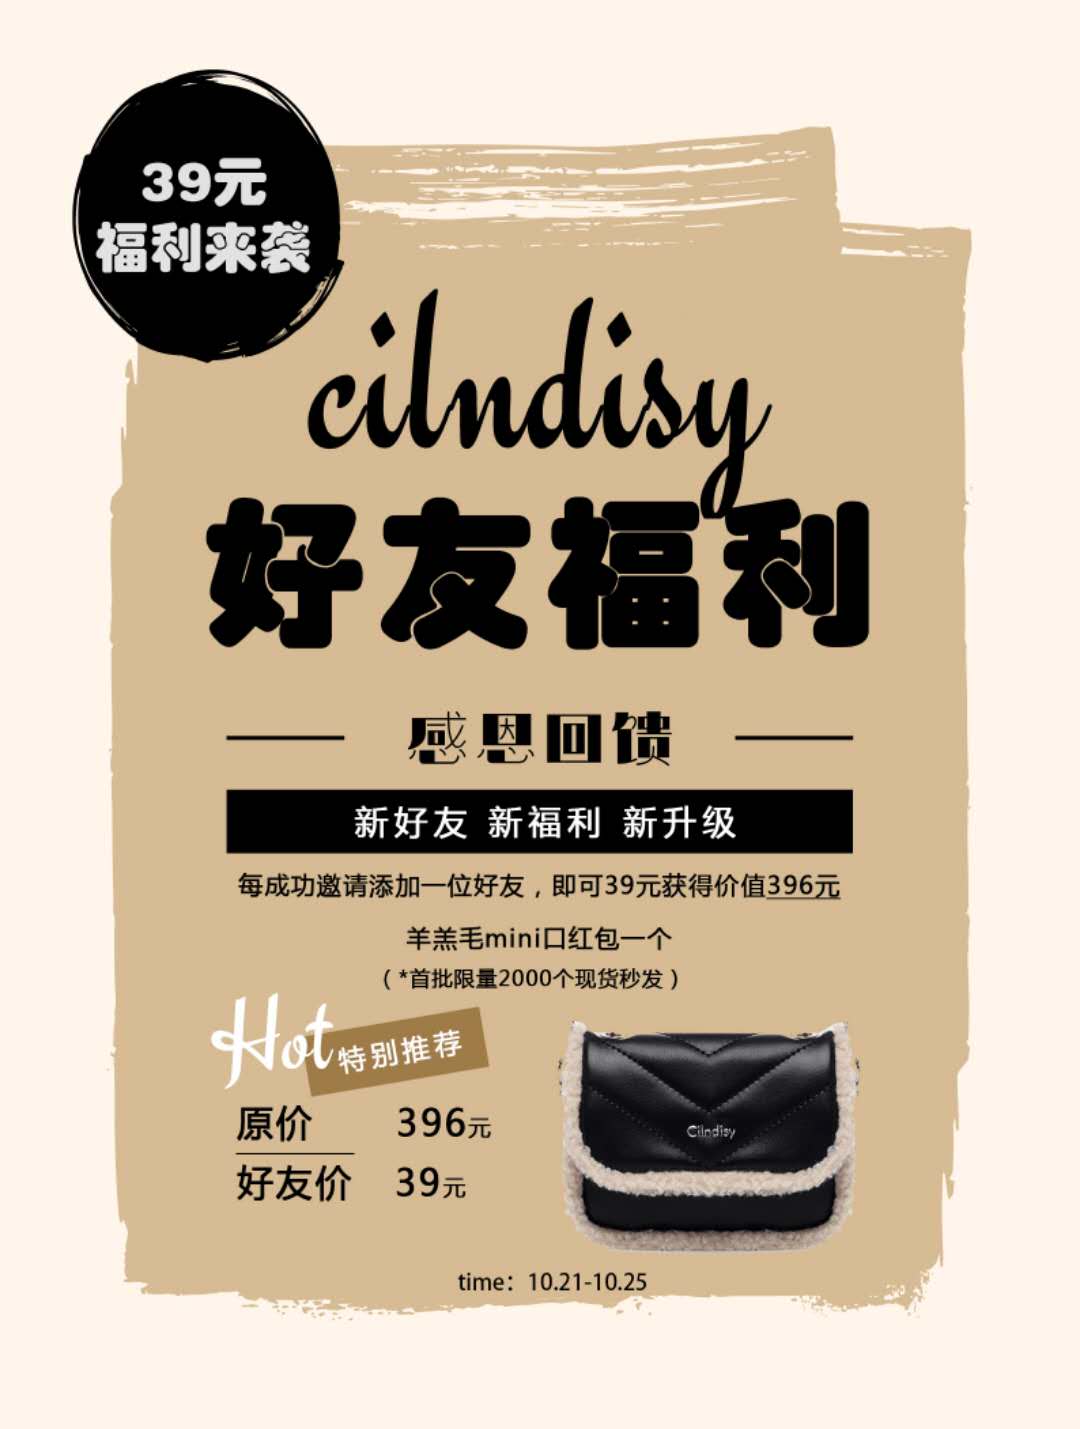 39元
福利来袭
cilndisy
好友福利
感恩回馈
新好友 新福利 新升级
每成功邀请添加一位好友，即可39元获得价值396元
羊羔毛mini口红包一个
（*首批限量2000个现货秒发）
Hot 特别推荐
原价 396元
好友价 39元
Cilndisy
time：10.21-10.25